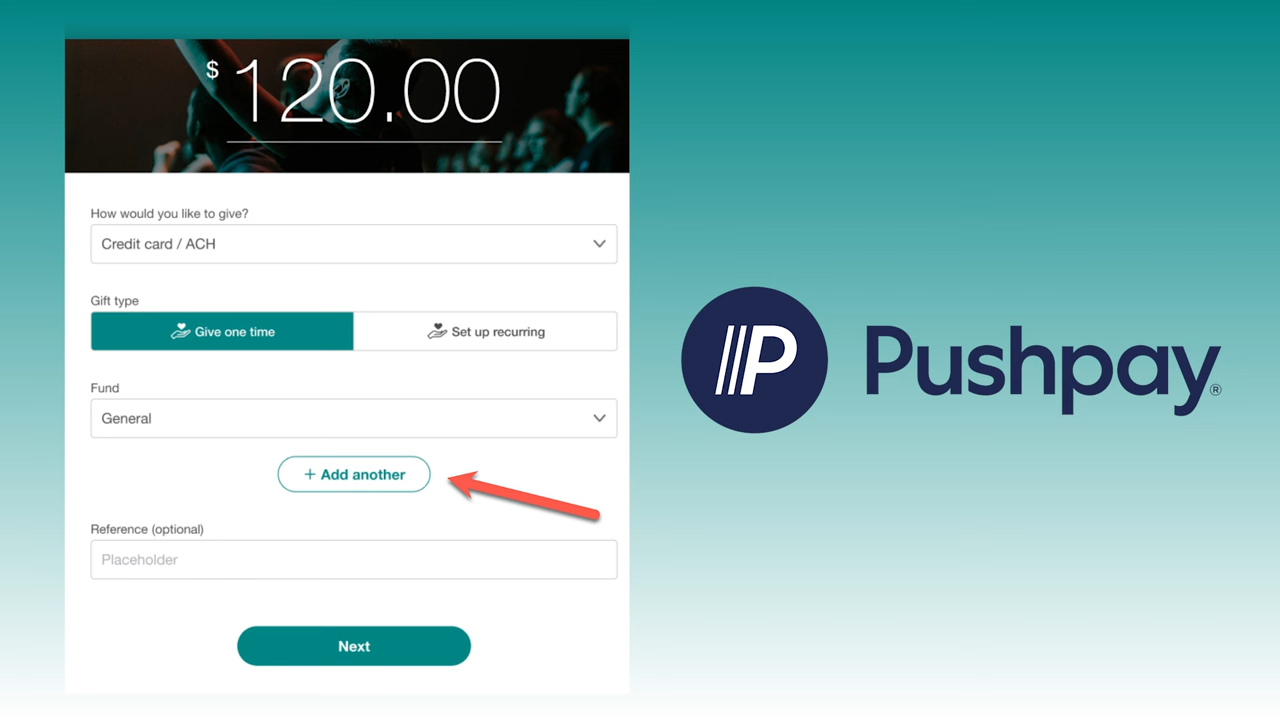 $ 120.00
How would you like to give?
Credit card / ACH
Gift type
Give one time
Set up recurring
Fund
General
+ Add another
Reference (optional)
Placeholder
Next
P Pushpay®